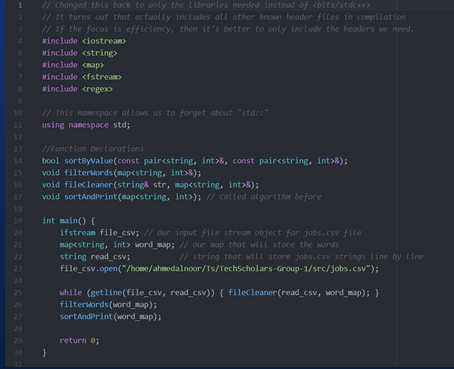 1 // Changed this back to only the libraries needed instead of <bits/stdc++>
2 // It turns out that actually includes all other known header files in compilation
3 // If the focus is efficiency, then it's better to only include the headers we need.
4 #include <iostream>
5 #include <string>
6 #include <map>
7 #include <fstream>
8 #include <regex>
9
10 // This namespace allows us to forget about "std::"
11 using namespace std;
12
13 //Function Declarations
14 bool sortByValue(const pair<string, int>&, const pair<string, int>&);
15 void filterWords(map<string, int>&);
16 void fileCleaner(string& str, map<string, int>&);
17 void sortAndPrint(map<string, int>); // Called algorithm before
18
19 int main() {
20 ifstream file_csv; // Our input file stream object for jobs.csv file
21 map<string, int> word_map; // our map that will store the words
22 string read_csv; // string that will store jobs.csv strings line by line
23 file_csv.open("/home/ahmedalnoor/Ts/TechScholars-Group-1/src/jobs.csv");
24
25 while (getline(file_csv, read_csv)) { fileCleaner(read_csv, word_map); }
26 filterWords(word_map);
27 sortAndPrint(word_map);
28
29 return 0;
30 }
31